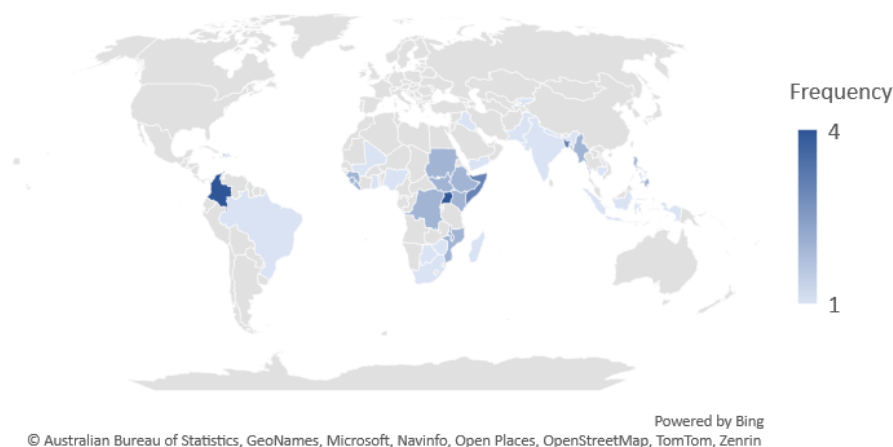 Frequency
4
1
Powered by Bing
© Australian Bureau of Statistics, GeoNames, Microsoft, Navinfo, Open Places, OpenStreetMap, TomTom, Zenrin